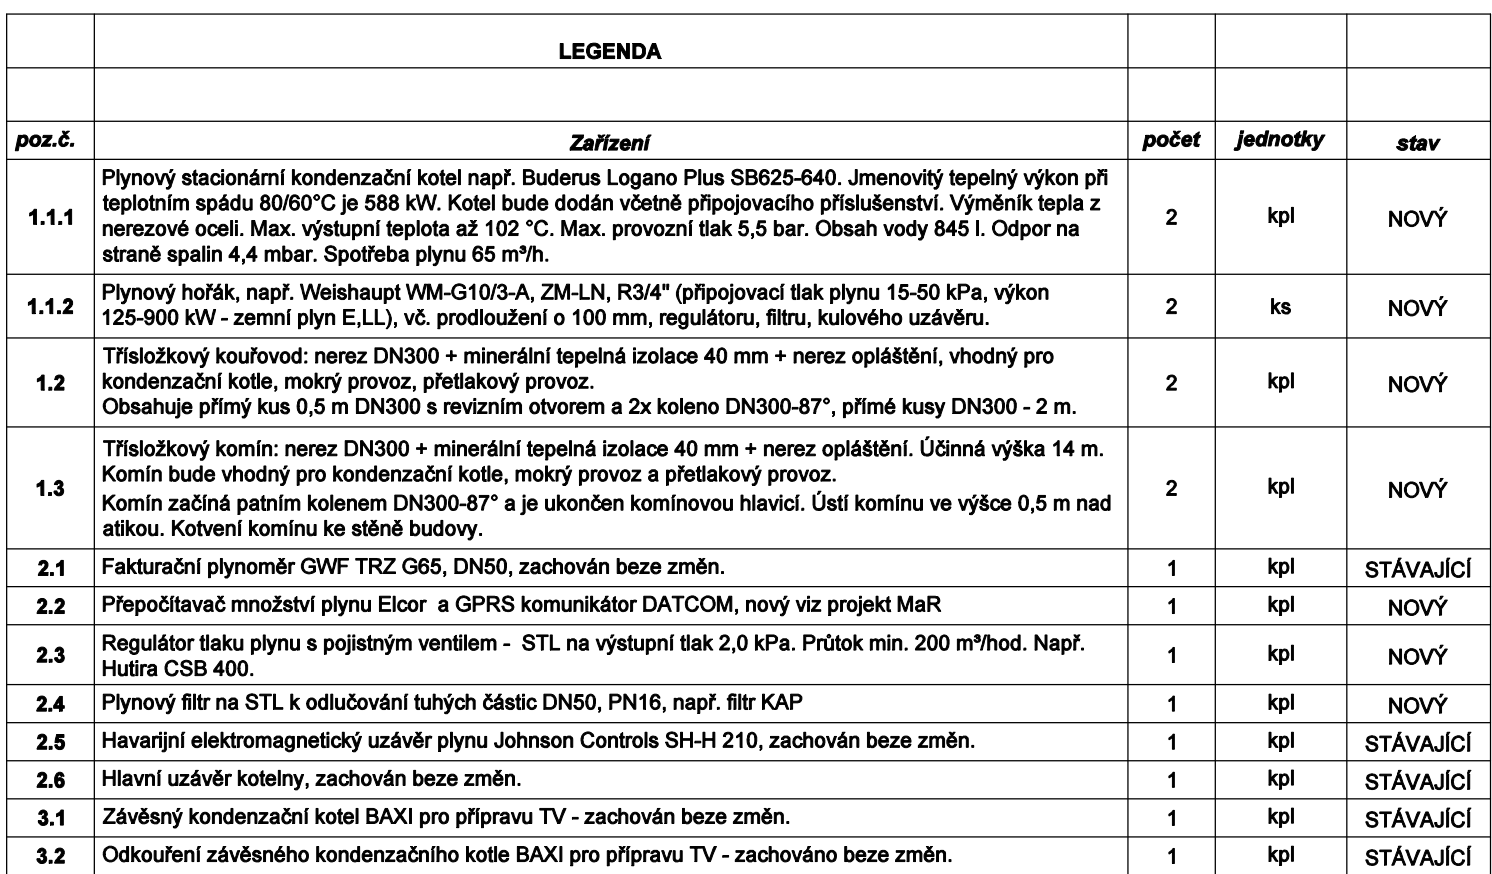 LEGENDA
poz.č. Zařízení počet jednotky stav
1.1.1 Plynový stacionární kondenzační kotel např. Buderus Logano Plus SB625-640. Jmenovitý tepelný výkon při
teplotním spádu 80/60°C je 588 kW. Kotel bude dodán včetně připojovacího příslušenství. Výměník tepla z
nerezové oceli. Max. výstupní teplota až 102 °C. Max. provozní tlak 5,5 bar. Obsah vody 845 l. Odpor na
straně spalin 4,4 mbar. Spotřeba plynu 65 m³/h. 2 kpl NOVÝ
1.1.2 Plynový hořák, např. Weishaupt WM-G10/3-A, ZM-LN, R3/4" (připojovací tlak plynu 15-50 kPa, výkon
125-900 kW - zemní plyn E,LL), vč. prodloužení o 100 mm, regulátoru, filtru, kulového uzávěru. 2 ks NOVÝ
1.2 Třísložkový kouřovod: nerez DN300 + minerální tepelná izolace 40 mm + nerez opláštění, vhodný pro
kondenzační kotle, mokrý provoz, přetlakový provoz.
Obsahuje přímý kus 0,5 m DN300 s revizním otvorem a 2x koleno DN300-87°, přímé kusy DN300 - 2 m. 2 kpl NOVÝ
1.3 Třísložkový komín: nerez DN300 + minerální tepelná izolace 40 mm + nerez opláštění. Účinná výška 14 m.
Komín bude vhodný pro kondenzační kotle, mokrý provoz a přetlakový provoz.
Komín začíná patním kolenem DN300-87° a je ukončen komínovou hlavicí. Ústí komínu ve výšce 0,5 m nad
atikou. Kotvení komínu ke stěně budovy. 2 kpl NOVÝ
2.1 Fakturační plynoměr GWF TRZ G65, DN50, zachován beze změn. 1 kpl STÁVAJÍCÍ
2.2 Přepočítavač množství plynu Elcor a GPRS komunikátor DATCOM, nový viz projekt MaR 1 kpl NOVÝ
2.3 Regulátor tlaku plynu s pojistným ventilem - STL na výstupní tlak 2,0 kPa. Průtok min. 200 m³/hod. Např.
Hutira CSB 400. 1 kpl NOVÝ
2.4 Plynový filtr na STL k odlučování tuhých částic DN50, PN16, např. filtr KAP 1 kpl NOVÝ
2.5 Havarijní elektromagnetický uzávěr plynu Johnson Controls SH-H 210, zachován beze změn. 1 kpl STÁVAJÍCÍ
2.6 Hlavní uzávěr kotelny, zachován beze změn. 1 kpl STÁVAJÍCÍ
3.1 Závěsný kondenzační kotel BAXI pro přípravu TV - zachován beze změn. 1 kpl STÁVAJÍCÍ
3.2 Odkouření závěsného kondenzačního kotle BAXI pro přípravu TV - zachováno beze změn. 1 kpl STÁVAJÍCÍ